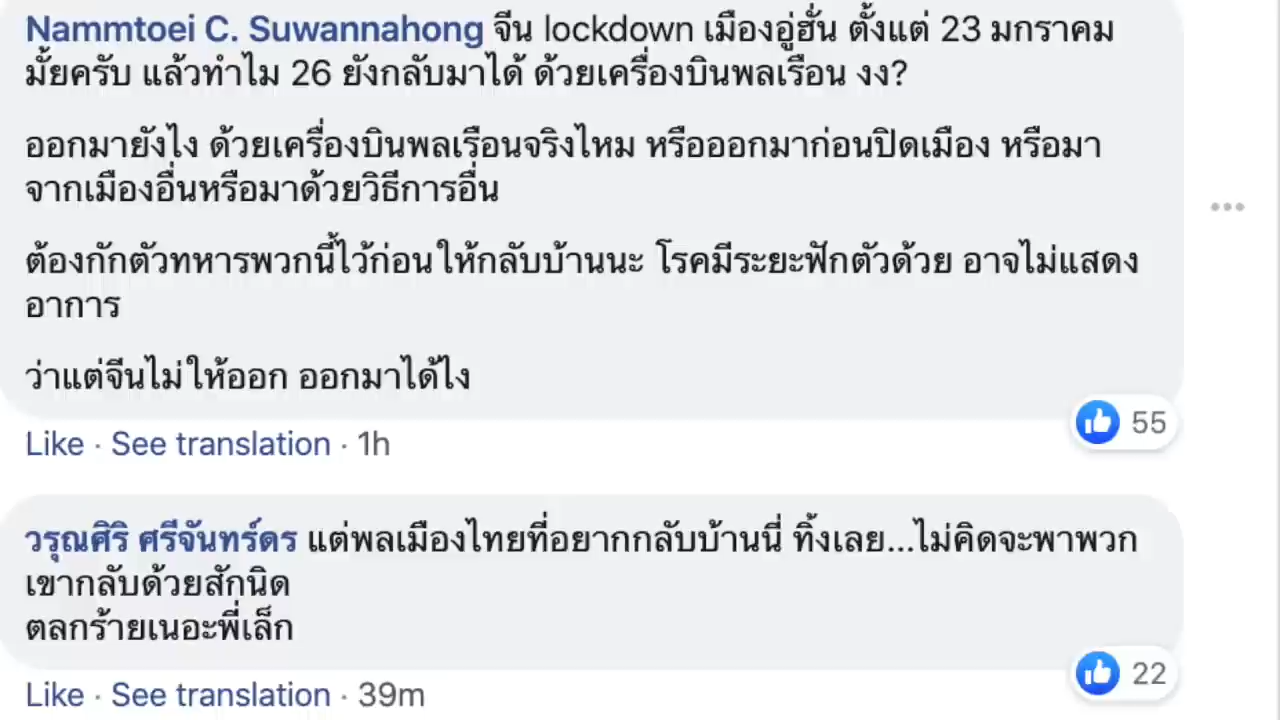 Nammtoei C. Suwannahong จีน lockdown เมืองอู่ฮั่น ตั้งแต่ 23 มกราคม
มั้ยครับ แล้วทำไม 26 ยังกลับมาได้ ด้วยเครื่องบินพลเรือน งง?
ออกมายังไง ด้วยเครื่องบินพลเรือนจริงไหม หรือออกมาก่อนปิดเมือง หรือมา
จากเมืองอื่นหรือมาด้วยวิธีการอื่น
ต้องกักตัวทหารพวกนี้ไว้ก่อนให้กลับบ้านนะ โรคมีระยะฟักตัวด้วย อาจไม่แสดง
อาการ
ว่าแต่จีนไม่ให้ออก ออกมาได้ไง
55
Like · See translation · 1h
วรุณศิริ ศรีจันทร์ดร แต่พลเมืองไทยที่อยากกลับบ้านนี่ ทิ้งเลย...ไม่คิดจะพาพวก
เขากลับด้วยสักนิด
ตลกร้ายเนอะพี่เล็ก
22
Like · See translation · 39m